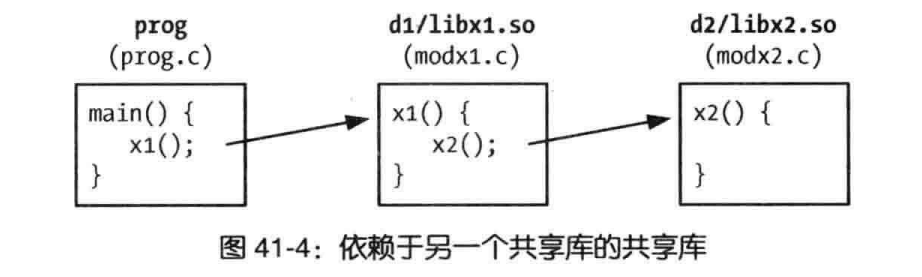 prog
(prog.c)
main() {
x1();
}
d1/libx1.so
(modx1.c)
x1() {
x2();
}
d2/libx2.so
(modx2.c)
x2() {
}
图 41-4：依赖于另一个共享库的共享库